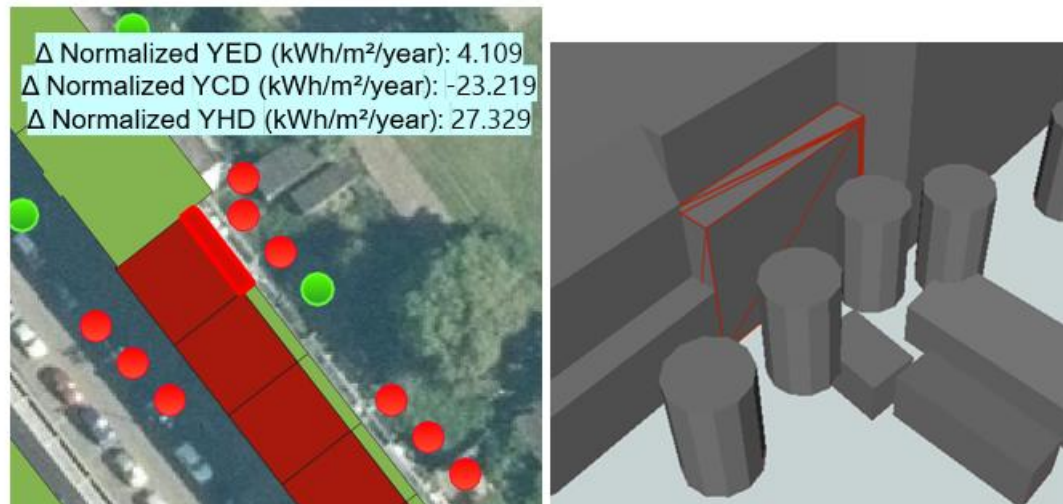 Δ Normalized YED (kWh/m²/year): 4.109
Δ Normalized YCD (kWh/m²/year): -23.219
Δ Normalized YHD (kWh/m²/year): 27.329